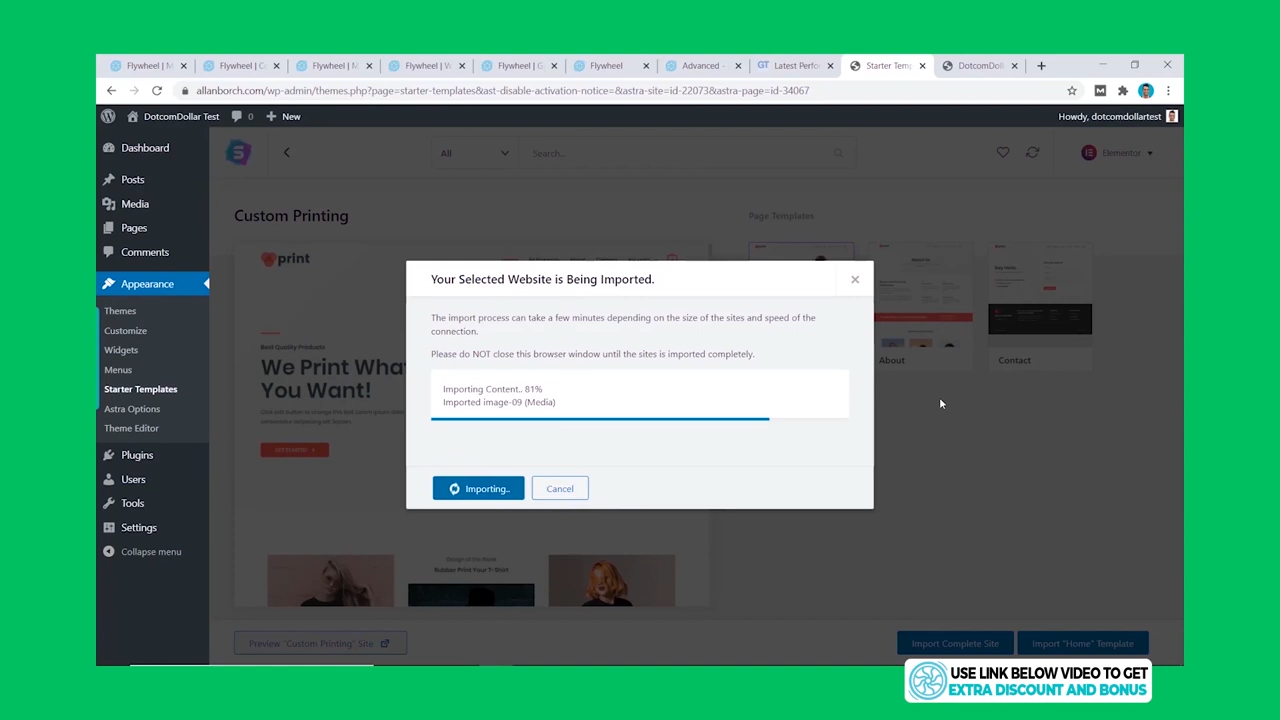 Flywheel | M
Flywheel | C
Flywheel | M
Flywheel | W
Flywheel | G
Flywheel
Advanced -
GT Latest Perfo
Starter Temp
DotcomDoll
allanborch.com/wp-admin/themes.php?page=starter-templates&ast-disable-activation-notice=&astra-site=id-22073&astra-page=id-34067
DotcomDollar Test
0
New
Howdy, dotcomdollartest
Dashboard
Posts
Media
Pages
Comments
Appearance
Themes
Customize
Widgets
Menus
Starter Templates
Astra Options
Theme Editor
Plugins
Users
Tools
Settings
Collapse menu
All
Search...
Elementor
Custom Printing
Page Templates
print
Best Quality Products
We Print What
You Want!
About
Contact
Your Selected Website is Being Imported.
The import process can take a few minutes depending on the size of the sites and speed of the
connection.
Please do NOT close this browser window until the sites is imported completely.
Importing Content.. 81%
Imported image-09 (Media)
Importing..
Cancel
Design of the Week
Rubber Print Your T-Shirt
Preview "Custom Printing" Site
Import Complete Site
Import "Home" Template
USE LINK BELOW VIDEO TO GET
EXTRA DISCOUNT AND BONUS